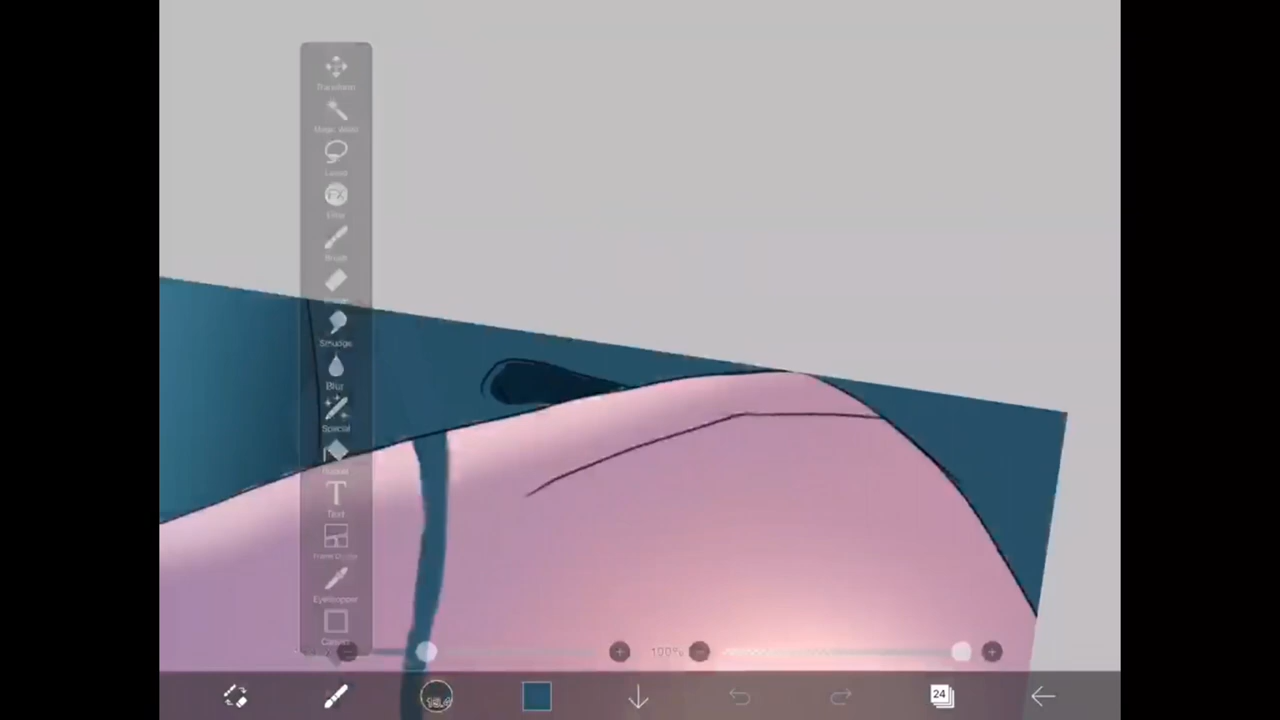 Transform
Magic Wand
Lasso
Filter
Brush
Smudge
Blur
Special
Text
Frame Divider
Eyedropper
Canvas
100%
24